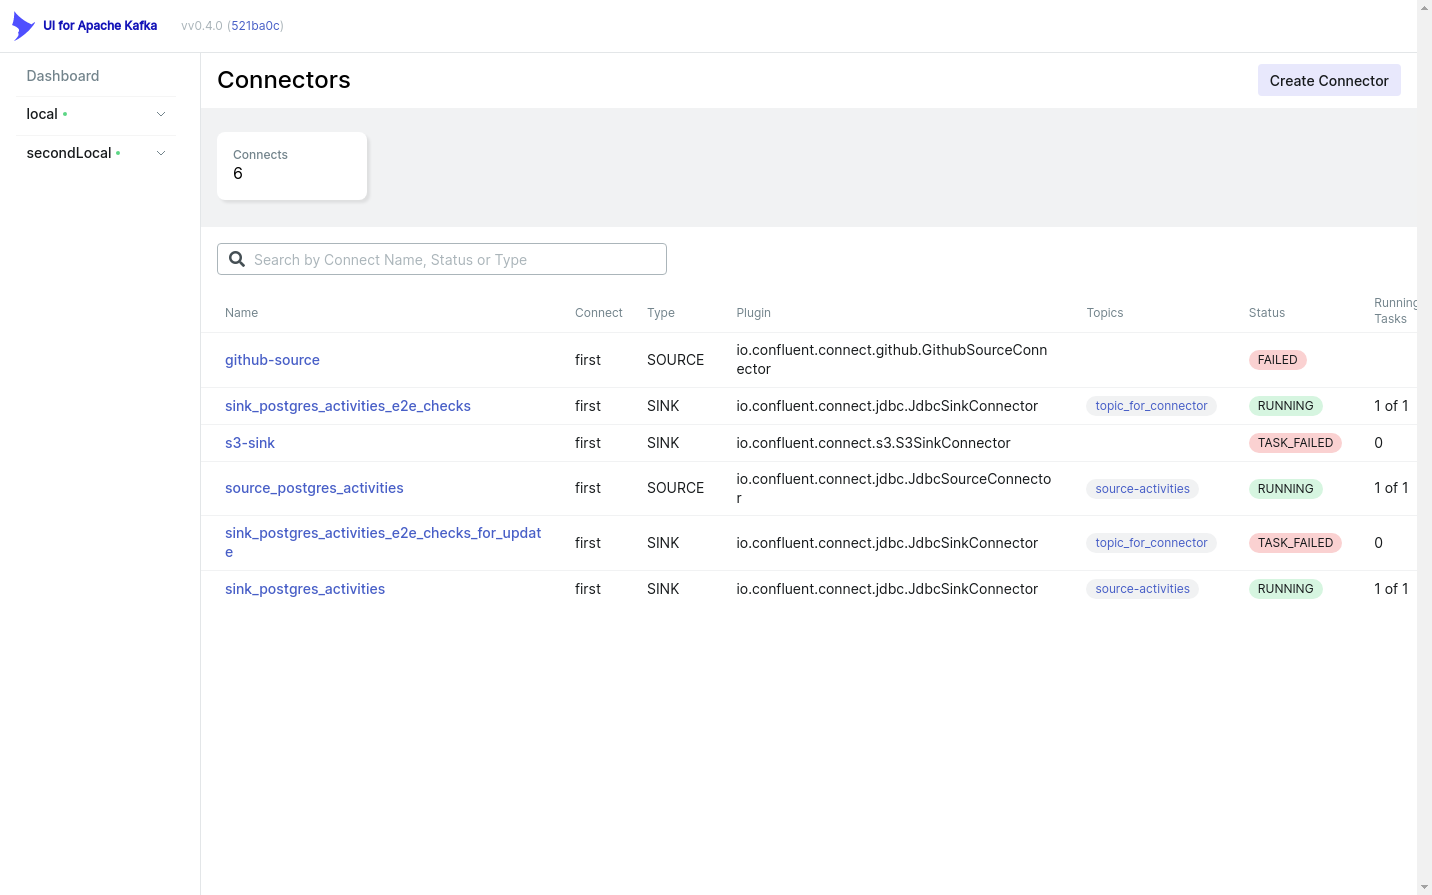 UI for Apache Kafka vv0.4.0 (521ba0c)
Dashboard
local
secondLocal
Connectors
Create Connector
Connects
6
Search by Connect Name, Status or Type
Name Connect Type Plugin Topics Status Running
Tasks
github-source first SOURCE io.confluent.connect.github.GithubSourceConn
ector FAILED
sink_postgres_activities_e2e_checks first SINK io.confluent.connect.jdbc.JdbcSinkConnector topic_for_connector RUNNING 1 of 1
s3-sink first SINK io.confluent.connect.s3.S3SinkConnector TASK_FAILED 0
source_postgres_activities first SOURCE io.confluent.connect.jdbc.JdbcSourceConnecto
r source-activities RUNNING 1 of 1
sink_postgres_activities_e2e_checks_for_updat
e first SINK io.confluent.connect.jdbc.JdbcSinkConnector topic_for_connector TASK_FAILED 0
sink_postgres_activities first SINK io.confluent.connect.jdbc.JdbcSinkConnector source-activities RUNNING 1 of 1